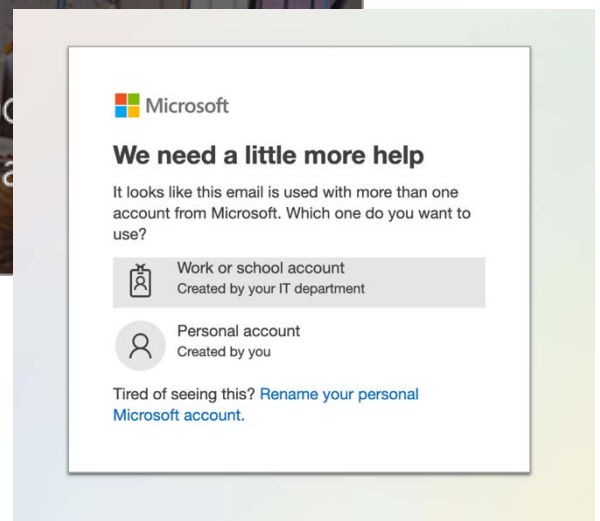 Microsoft
We need a little more help
It looks like this email is used with more than one
account from Microsoft. Which one do you want to
use?
Work or school account
Created by your IT department
Personal account
Created by you
Tired of seeing this? Rename your personal
Microsoft account.